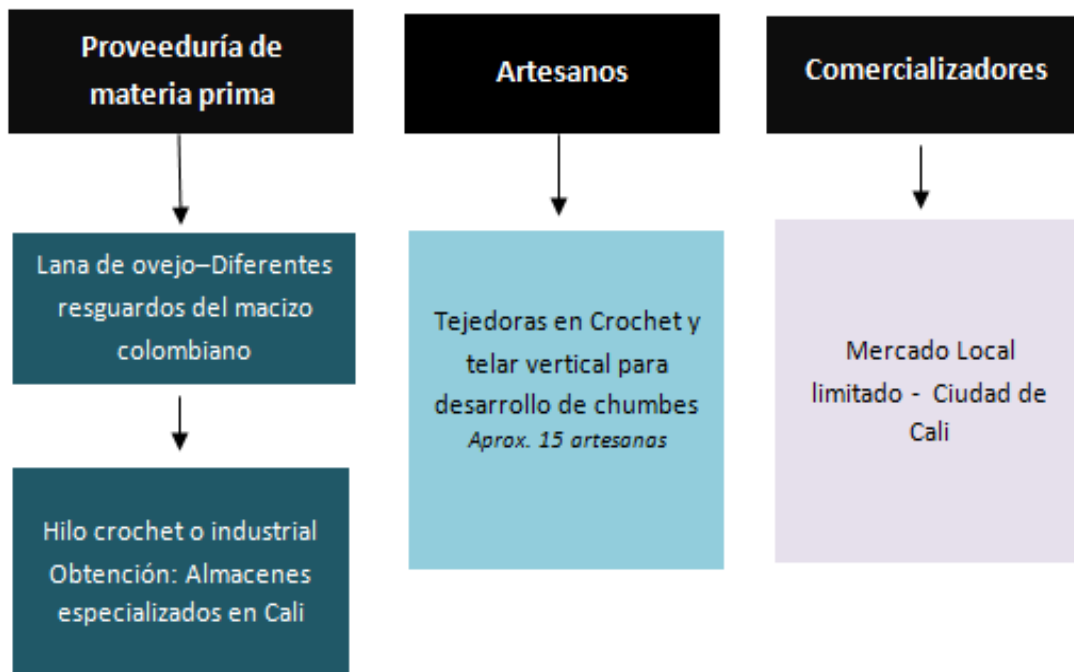 Proveeduría de
materia prima
Artesanos
Comercializadores
Lana de ovejo–Diferentes
resguardos del macizo
colombiano
Hilo crochet o industrial
Obtención: Almacenes
especializados en Cali
Tejedoras en Crochet y
telar vertical para
desarrollo de chumbes
Aprox. 15 artesanas
Mercado Local
limitado - Ciudad de
Cali